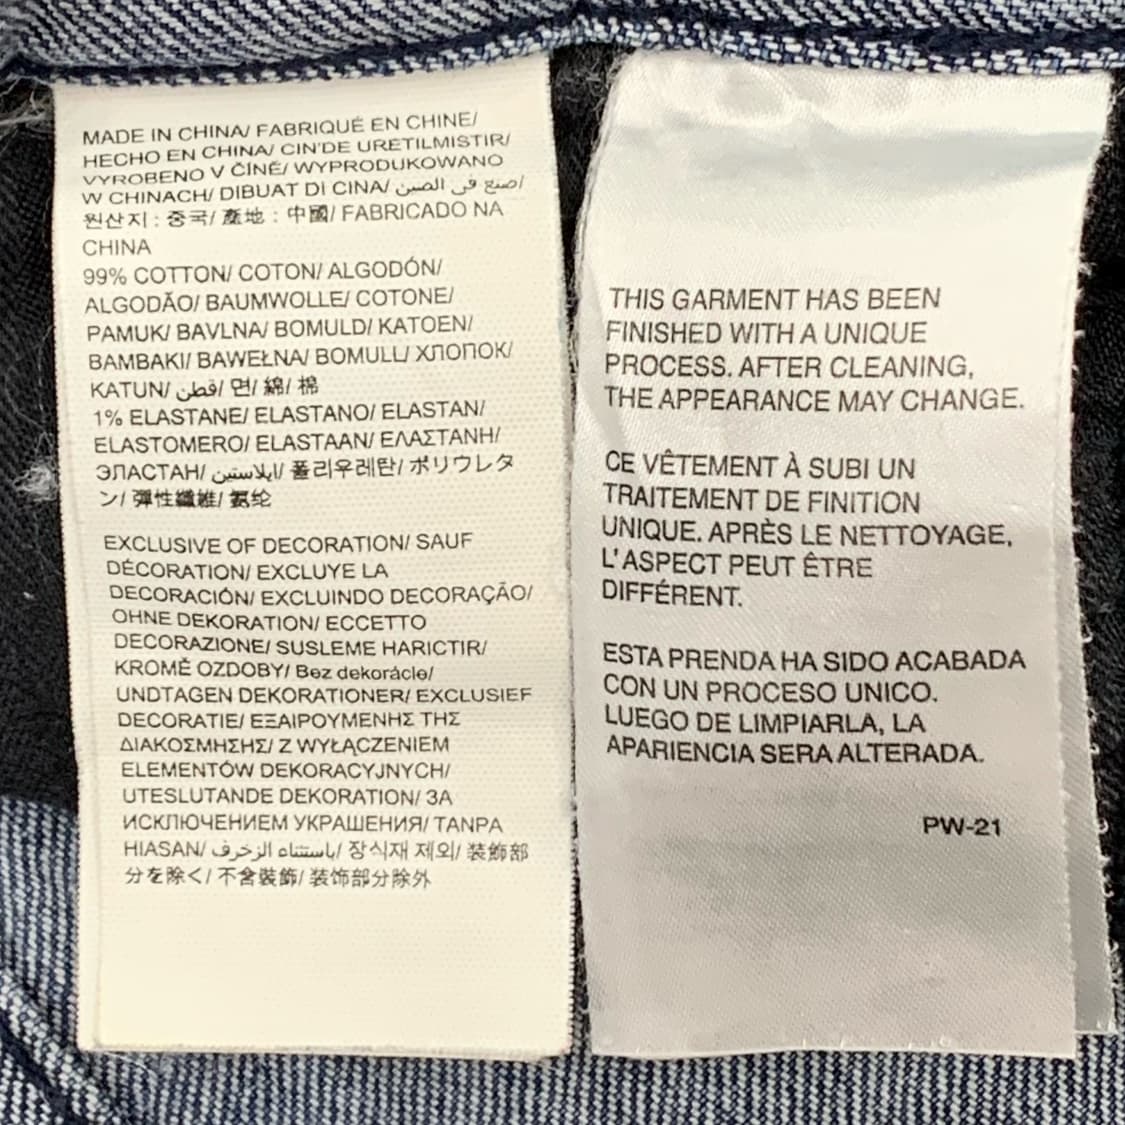 MADE IN CHINA/ FABRIQUÉ EN CHINE/
HECHO EN CHINA/ CIN'DE URETILMISTIR/
VYROBENO V ČÍNĚ/ WYPRODUKOWANO
W CHINACH/ DIBUAT DI CINA/ صنع في الصين/
원산지 : 중국/ 產地 : 中國/ FABRICADO NA
CHINA
99% COTTON/ COTON/ ALGODÓN/
ALGODÃO/ BAUMWOLLE/ COTONE/
PAMUK/ BAVLNA/ BOMULD/ KATOEN/
BAMBAKI/ BAWEŁNA/ BOMULL/ ХЛОПОК/
KATUN/ قطن/ 면/ 綿/ 棉
1% ELASTANE/ ELASTANO/ ELASTAN/
ELASTOMERO/ ELASTAAN/ ΕΛΑΣΤΑΝΗ/
ЭЛАСТАН/ ايلاستين/ 폴리우레탄/ ポリウレタ
ン/ 彈性纖維/ 氨纶
EXCLUSIVE OF DECORATION/ SAUF
DÉCORATION/ EXCLUYE LA
DECORACIÓN/ EXCLUINDO DECORAÇÃO/
OHNE DEKORATION/ ECCETTO
DECORAZIONE/ SUSLEME HARICTIR/
KROMĚ OZDOBY/ Bez dekorácle/
UNDTAGEN DEKORATIONER/ EXCLUSIEF
DECORATIE/ ΕΞΑΙΡΟΥΜΕΝΗΣ ΤΗΣ
ΔΙΑΚΟΣΜΗΣΗΣ/ Z WYŁĄCZENIEM
ELEMENTÓW DEKORACYJNYCH/
UTESLUTANDE DEKORATION/ ЗА
ИСКЛЮЧЕНИЕМ УКРАШЕНИЯ/ TANPA
HIASAN/ باستثناء الزخرف/ 장식재 제외/ 装飾部
分を除く/ 不含裝飾/ 装饰部分除外
THIS GARMENT HAS BEEN
FINISHED WITH A UNIQUE
PROCESS. AFTER CLEANING,
THE APPEARANCE MAY CHANGE.
CE VÊTEMENT À SUBI UN
TRAITEMENT DE FINITION
UNIQUE. APRÈS LE NETTOYAGE,
L'ASPECT PEUT ÊTRE
DIFFÉRENT.
ESTA PRENDA HA SIDO ACABADA
CON UN PROCESO UNICO.
LUEGO DE LIMPIARLA, LA
APARIENCIA SERA ALTERADA.
PW-21